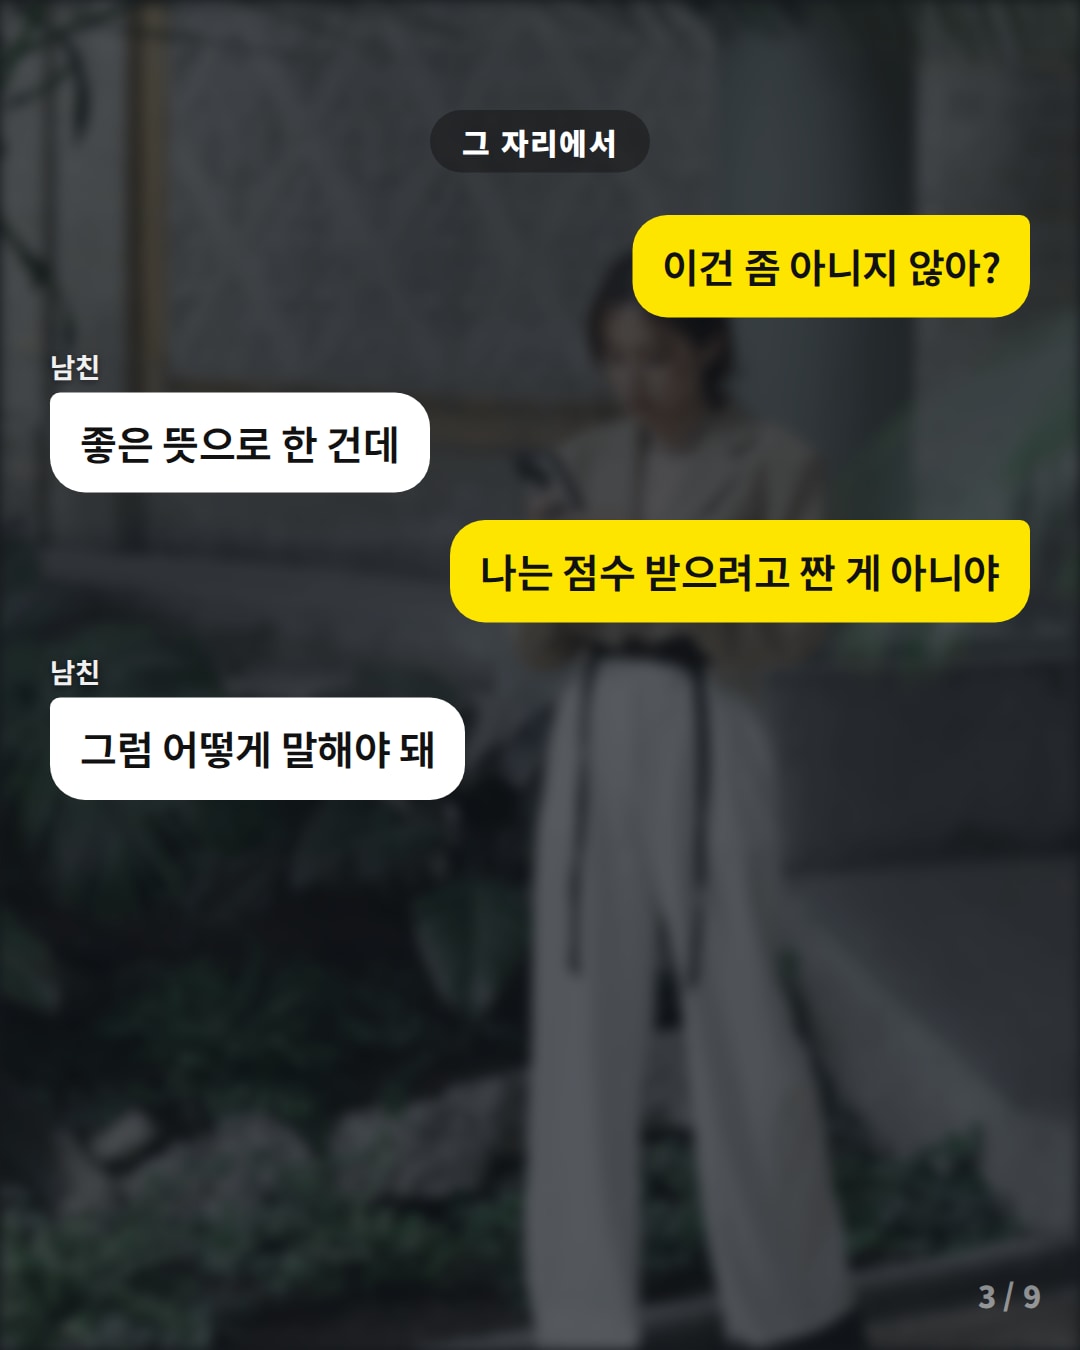 그 자리에서
이건 좀 아니지 않아?
남친
좋은 뜻으로 한 건데
나는 점수 받으려고 짠 게 아니야
남친
그럼 어떻게 말해야 돼
3 / 9